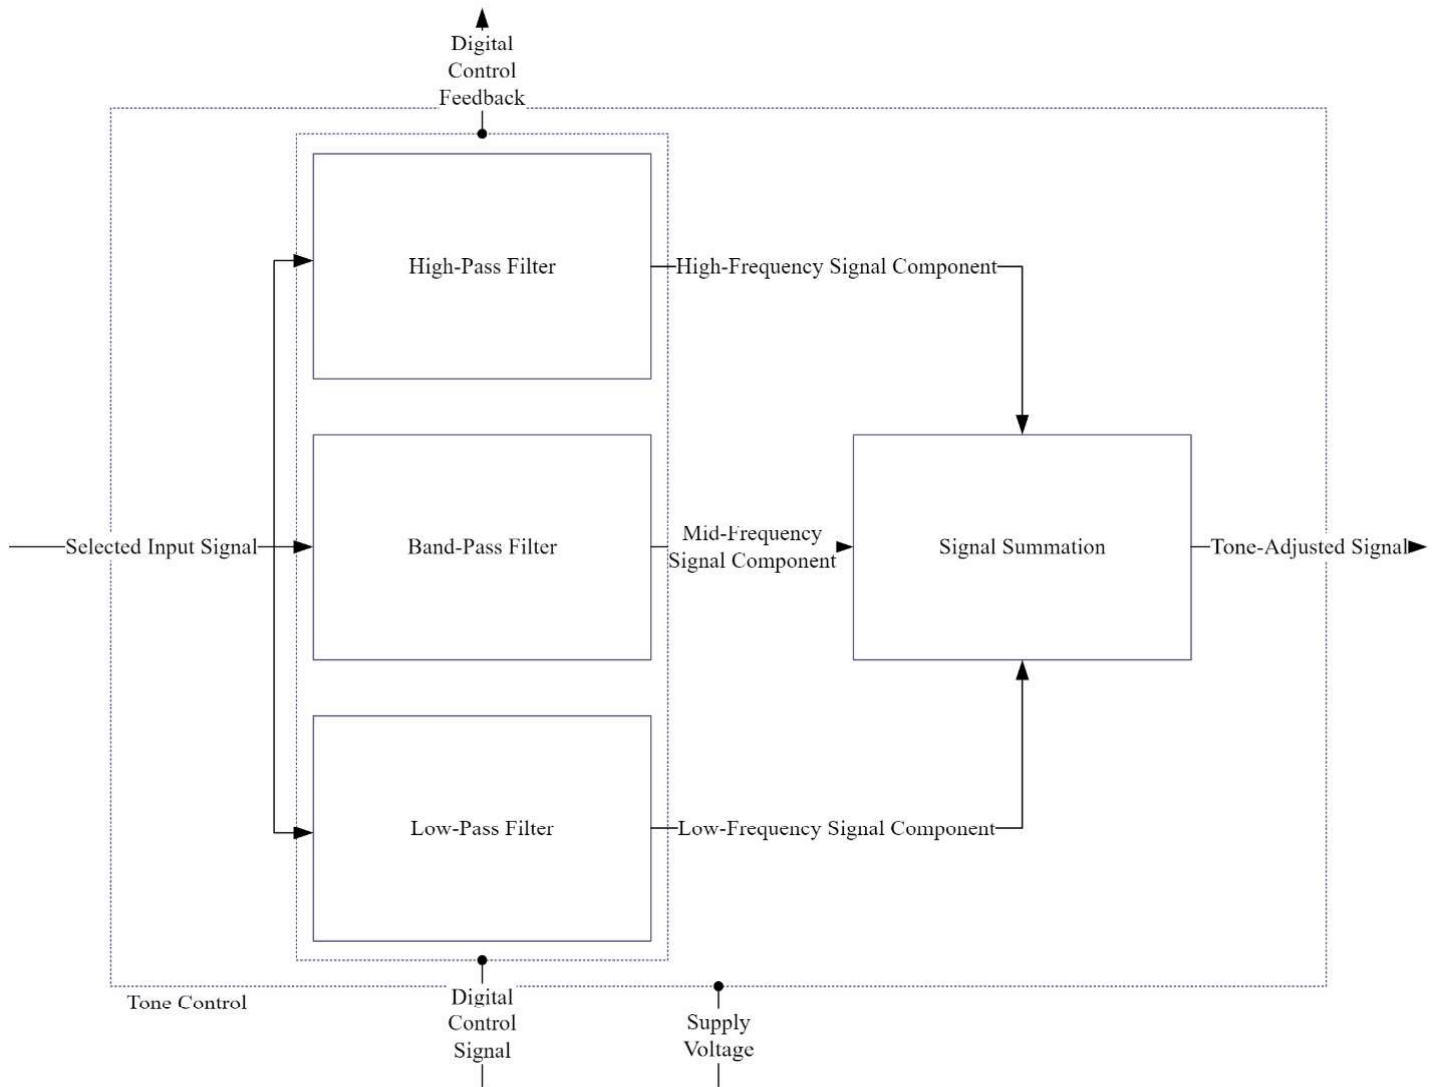 Digital
Control
Feedback
High-Pass Filter
High-Frequency Signal Component
Selected Input Signal
Band-Pass Filter
Mid-Frequency
Signal Component
Signal Summation
Tone-Adjusted Signal
Low-Pass Filter
Low-Frequency Signal Component
Tone Control
Digital
Control
Signal
Supply
Voltage